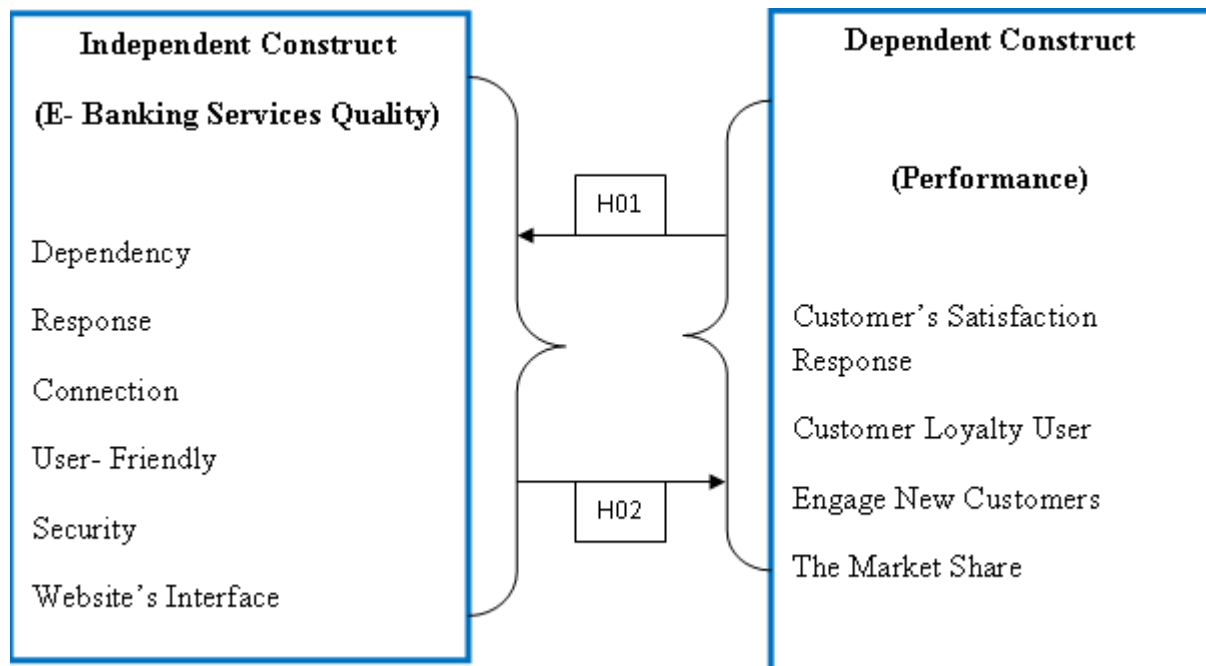 Independent Construct
(E- Banking Services Quality)
Dependency
Response
Connection
User- Friendly
Security
Website's Interface
H01
H02
Dependent Construct
(Performance)
Customer's Satisfaction
Response
Customer Loyalty User
Engage New Customers
The Market Share